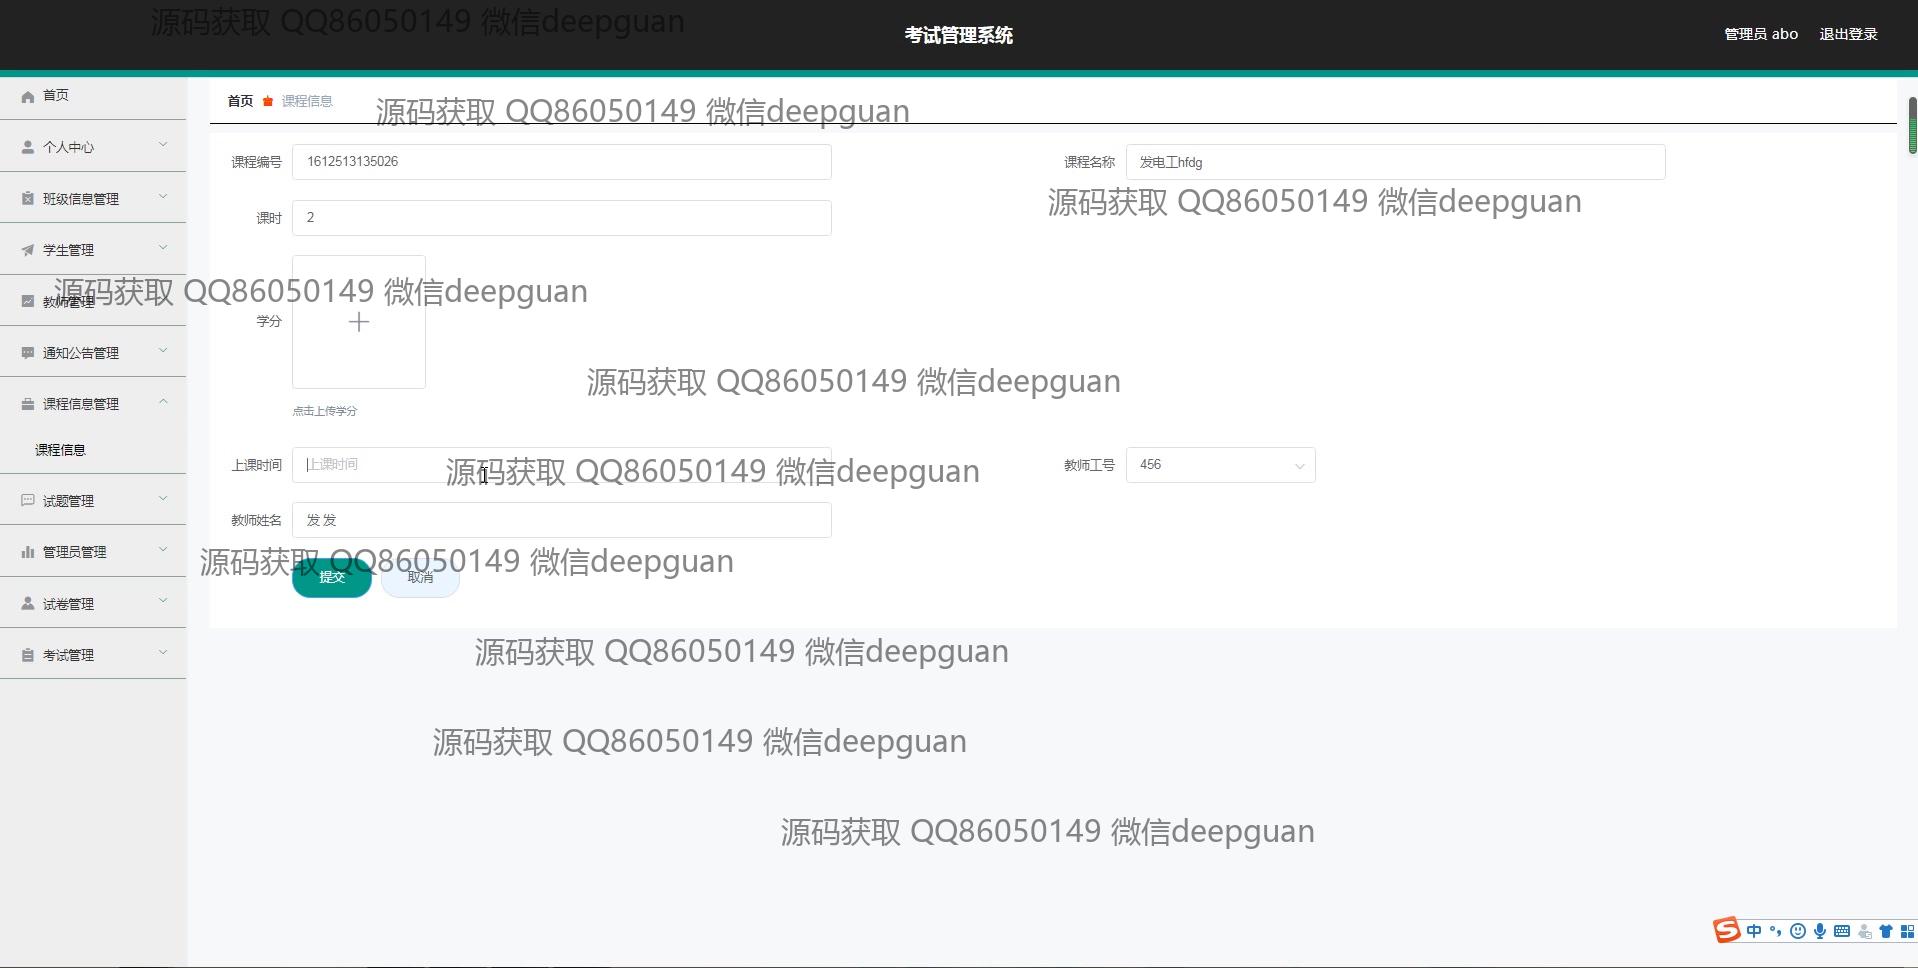 源码获取 QQ86050149 微信deepguan
考试管理系统
管理员 abo
退出登录
首页
个人中心
班级信息管理
学生管理
教师管理
通知公告管理
课程信息管理
课程信息
试题管理
管理员管理
试卷管理
考试管理
首页 课程信息
源码获取 QQ86050149 微信deepguan
课程编号 1612513135026
课程名称 发电工hfdg
源码获取 QQ86050149 微信deepguan
课时 2
源码获取 QQ86050149 微信deepguan
学分
源码获取 QQ86050149 微信deepguan
点击上传学分
上课时间 上课时间
教师工号 456
源码获取 QQ86050149 微信deepguan
教师姓名 发 发
源码获取 QQ86050149 微信deepguan
提交 取消
源码获取 QQ86050149 微信deepguan
源码获取 QQ86050149 微信deepguan
源码获取 QQ86050149 微信deepguan
S 中